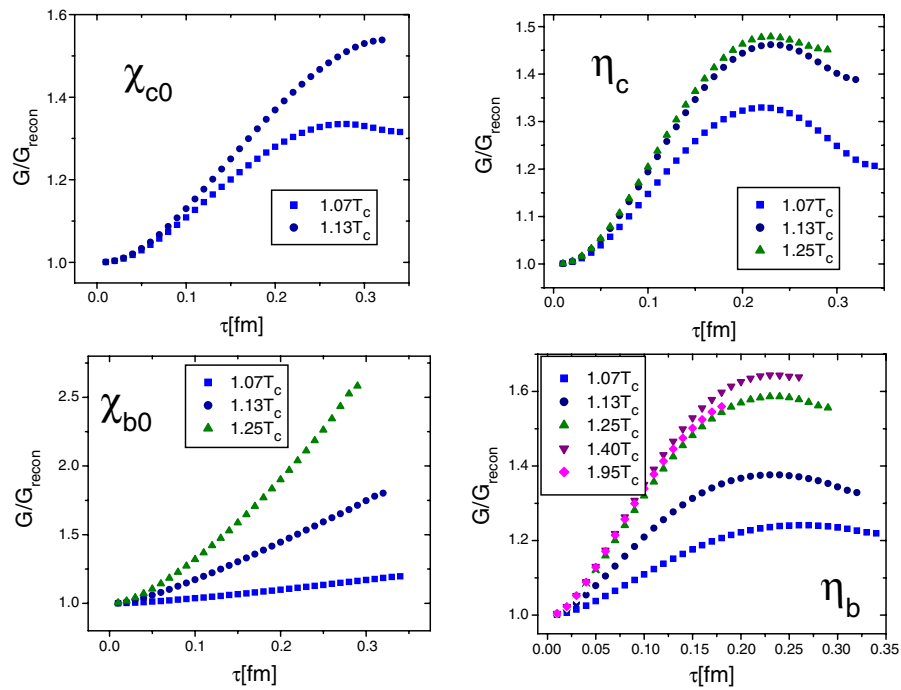 χc0
G/Grecon
1.6
1.4
1.2
1.0
1.07Tc
1.13Tc
0.0 0.1 0.2 0.3
τ[fm]
ηc
G/Grecon
1.5
1.4
1.3
1.2
1.1
1.0
1.07Tc
1.13Tc
1.25Tc
0.0 0.1 0.2 0.3
τ[fm]
χb0
G/Grecon
2.5
2.0
1.5
1.0
1.07Tc
1.13Tc
1.25Tc
0.0 0.1 0.2 0.3
τ[fm]
G/Grecon
1.6
1.4
1.2
1.0
1.07Tc
1.13Tc
1.25Tc
1.40Tc
1.95Tc
ηb
0.00 0.05 0.10 0.15 0.20 0.25 0.30 0.35
τ[fm]